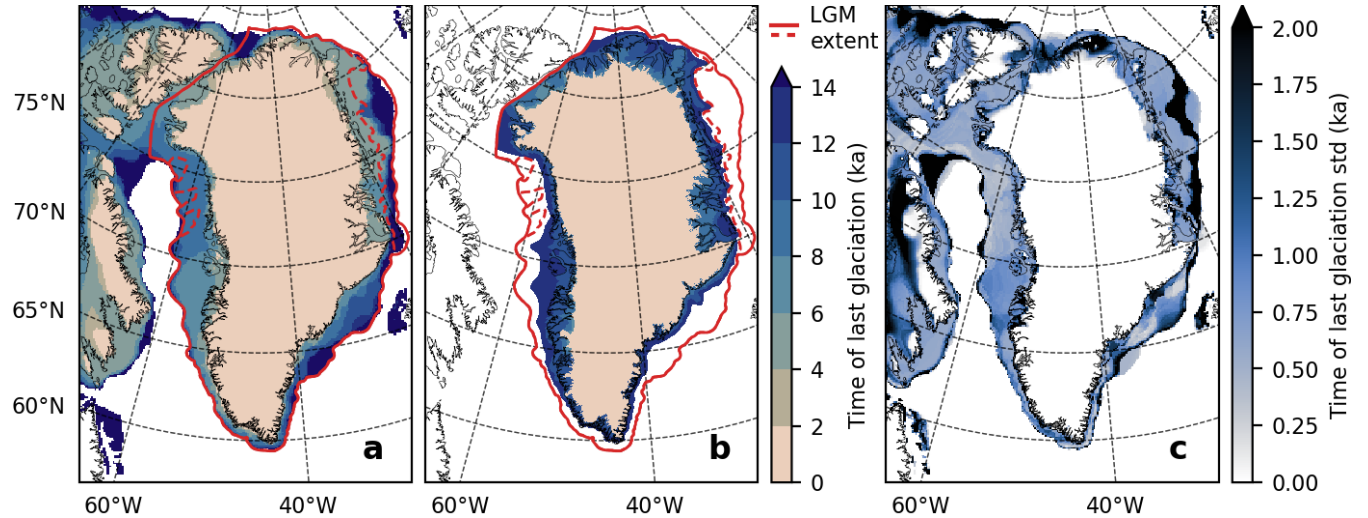 75°N
70°N
65°N
60°N
60°W
40°W
a
60°W
40°W
b
LGM
extent
14
12
10
8
6
4
2
0
Time of last glaciation (ka)
60°W
40°W
c
2.00
1.75
1.50
1.25
1.00
0.75
0.50
0.25
0.00
Time of last glaciation std (ka)